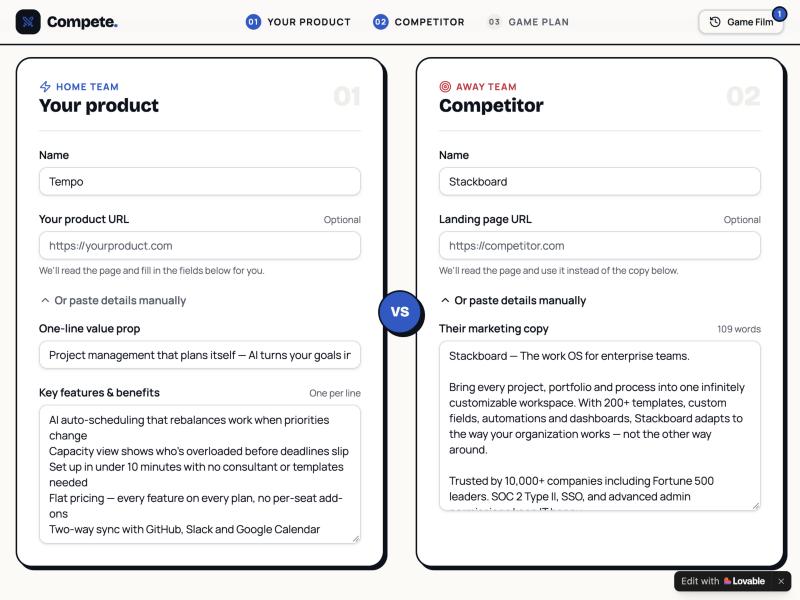 Compete.
01 YOUR PRODUCT
02 COMPETITOR
03 GAME PLAN
Game Film
1
HOME TEAM
Your product
01
Name
Tempo
Your product URL
Optional
https://yourproduct.com
We'll read the page and fill in the fields below for you.
Or paste details manually
One-line value prop
Project management that plans itself — AI turns your goals in
Key features & benefits
One per line
AI auto-scheduling that rebalances work when priorities
change
Capacity view shows who's overloaded before deadlines slip
Set up in under 10 minutes with no consultant or templates
needed
Flat pricing — every feature on every plan, no per-seat add-
ons
Two-way sync with GitHub, Slack and Google Calendar
VS
AWAY TEAM
Competitor
02
Name
Stackboard
Landing page URL
Optional
https://competitor.com
We'll read the page and use it instead of the copy below.
Or paste details manually
Their marketing copy
109 words
Stackboard — The work OS for enterprise teams.
Bring every project, portfolio and process into one infinitely
customizable workspace. With 200+ templates, custom
fields, automations and dashboards, Stackboard adapts to
the way your organization works — not the other way
around.
Trusted by 10,000+ companies including Fortune 500
leaders. SOC 2 Type II, SSO, and advanced admin
Edit with Lovable